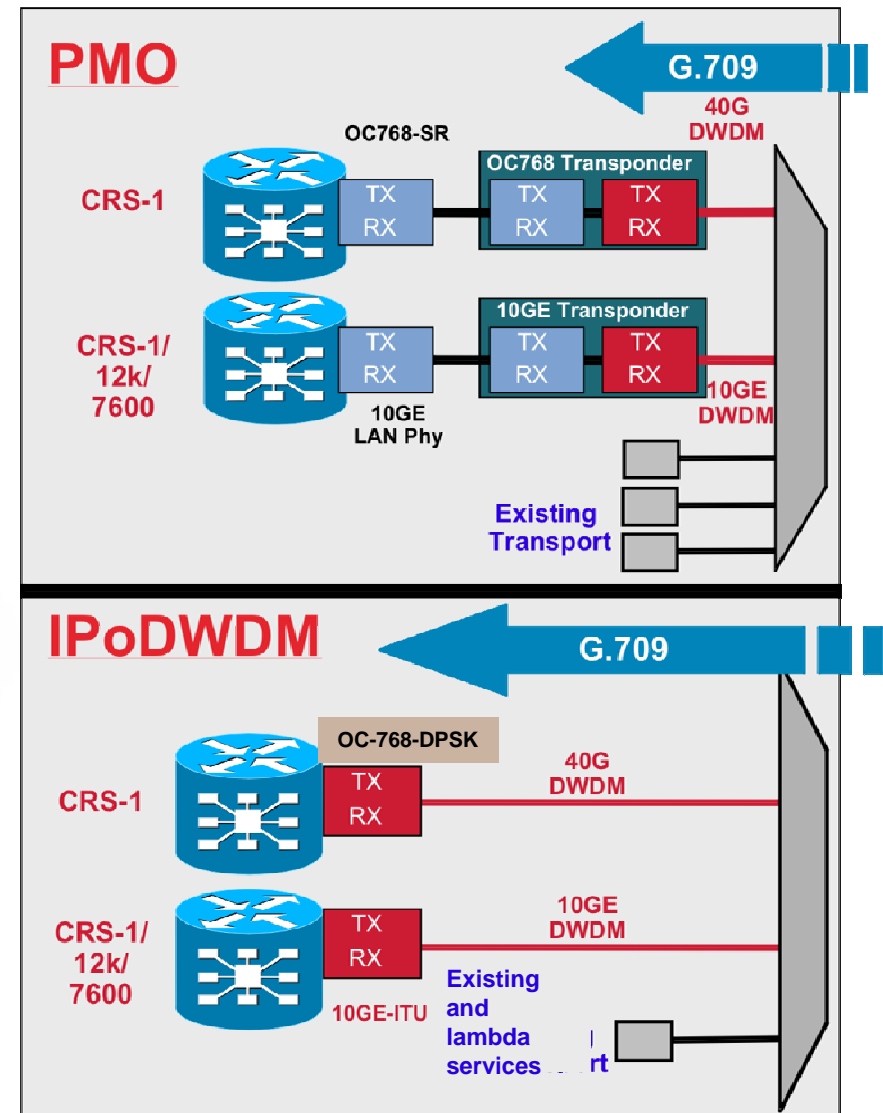 PMO
G.709
40G
DWDM
OC768-SR
OC768 Transponder
CRS-1
TX
RX
TX
RX
TX
RX
10GE Transponder
CRS-1/
12k/
7600
TX
RX
TX
RX
TX
RX
10GE
DWDM
10GE
LAN Phy
Existing
Transport
IPoDWDM
G.709
OC-768-DPSK
CRS-1
TX
RX
40G
DWDM
CRS-1/
12k/
7600
TX
RX
10GE
DWDM
10GE-ITU
Existing
and
lambda
services
rt